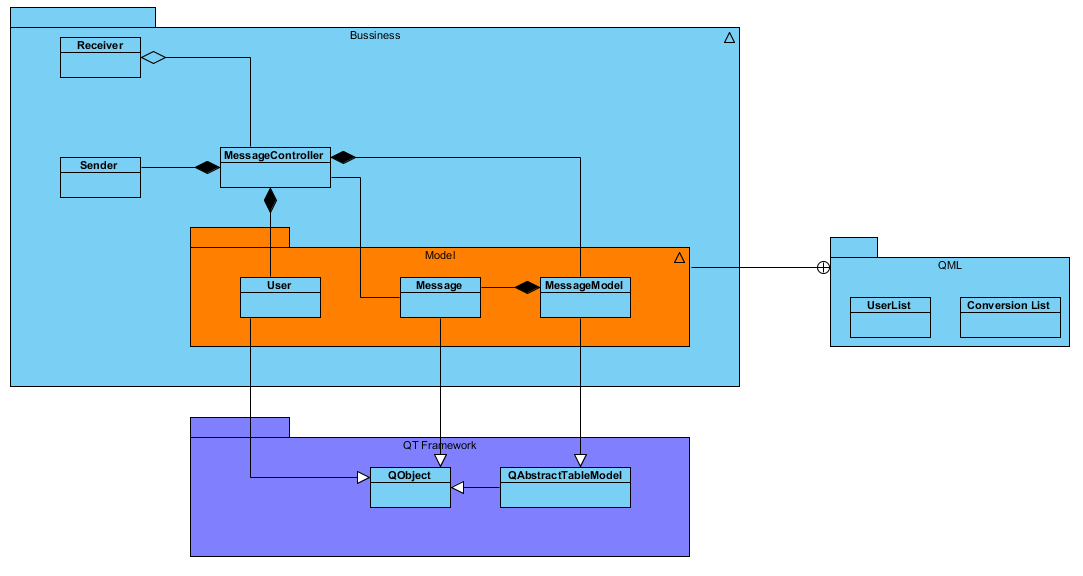 Bussiness
Receiver
MessageController
Sender
Model
User
Message
MessageModel
QML
UserList
Conversion List
QT Framework
QObject
QAbstractTableModel